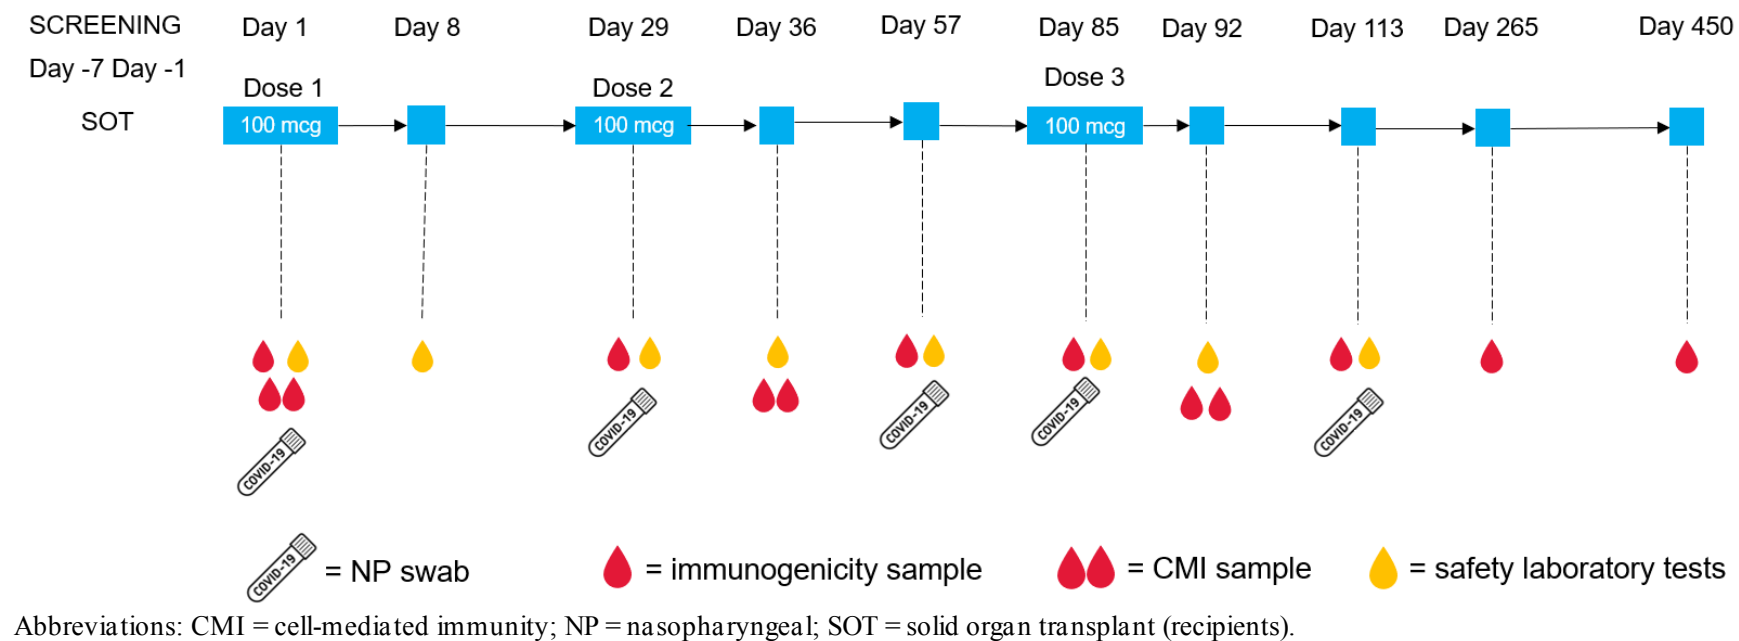 SCREENING Day 1 Day 8 Day 29 Day 36 Day 57 Day 85 Day 92 Day 113 Day 265 Day 450
Day -7 Day -1
Dose 1 Dose 2 Dose 3
SOT 100 mcg 100 mcg 100 mcg
COVID-19 COVID-19 COVID-19 COVID-19
COVID-19
COVID-19 = NP swab = immunogenicity sample = CMI sample = safety laboratory tests
Abbreviations: CMI = cell-mediated immunity; NP = nasopharyngeal; SOT = solid organ transplant (recipients).